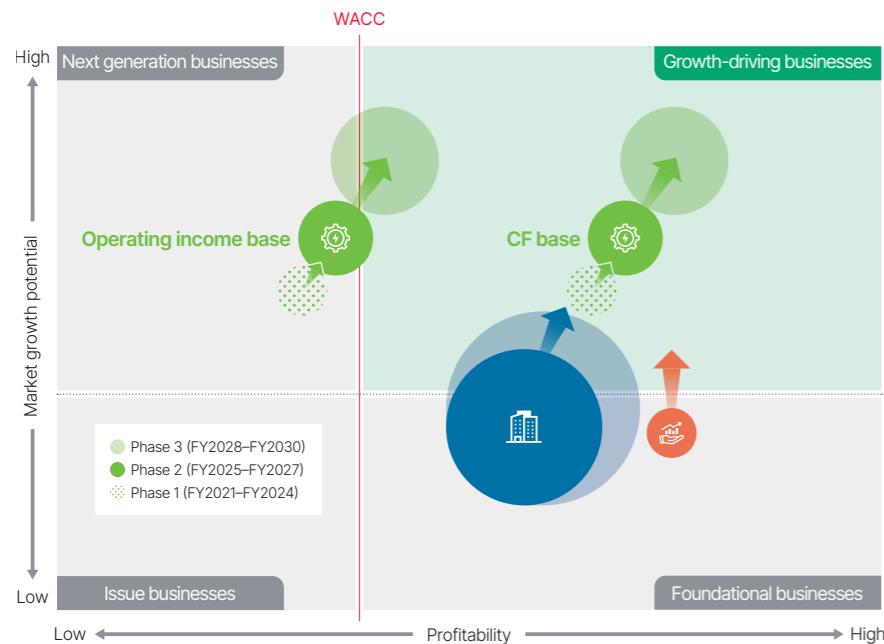 WACC
High
Next generation businesses
Growth-driving businesses
Operating income base
CF base
Market growth potential
Phase 3 (FY2028–FY2030)
Phase 2 (FY2025–FY2027)
Phase 1 (FY2021–FY2024)
Issue businesses
Foundational businesses
Low
Low
Profitability
High